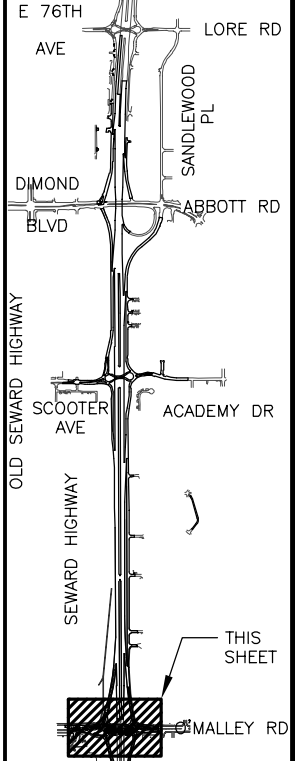 E 76TH
AVE
LORE RD
SANDLEWOOD
PL
DIMOND
BLVD
ABBOTT RD
OLD SEWARD HIGHWAY
SCOOTER
AVE
ACADEMY DR
SEWARD HIGHWAY
THIS
SHEET
O'MALLEY RD